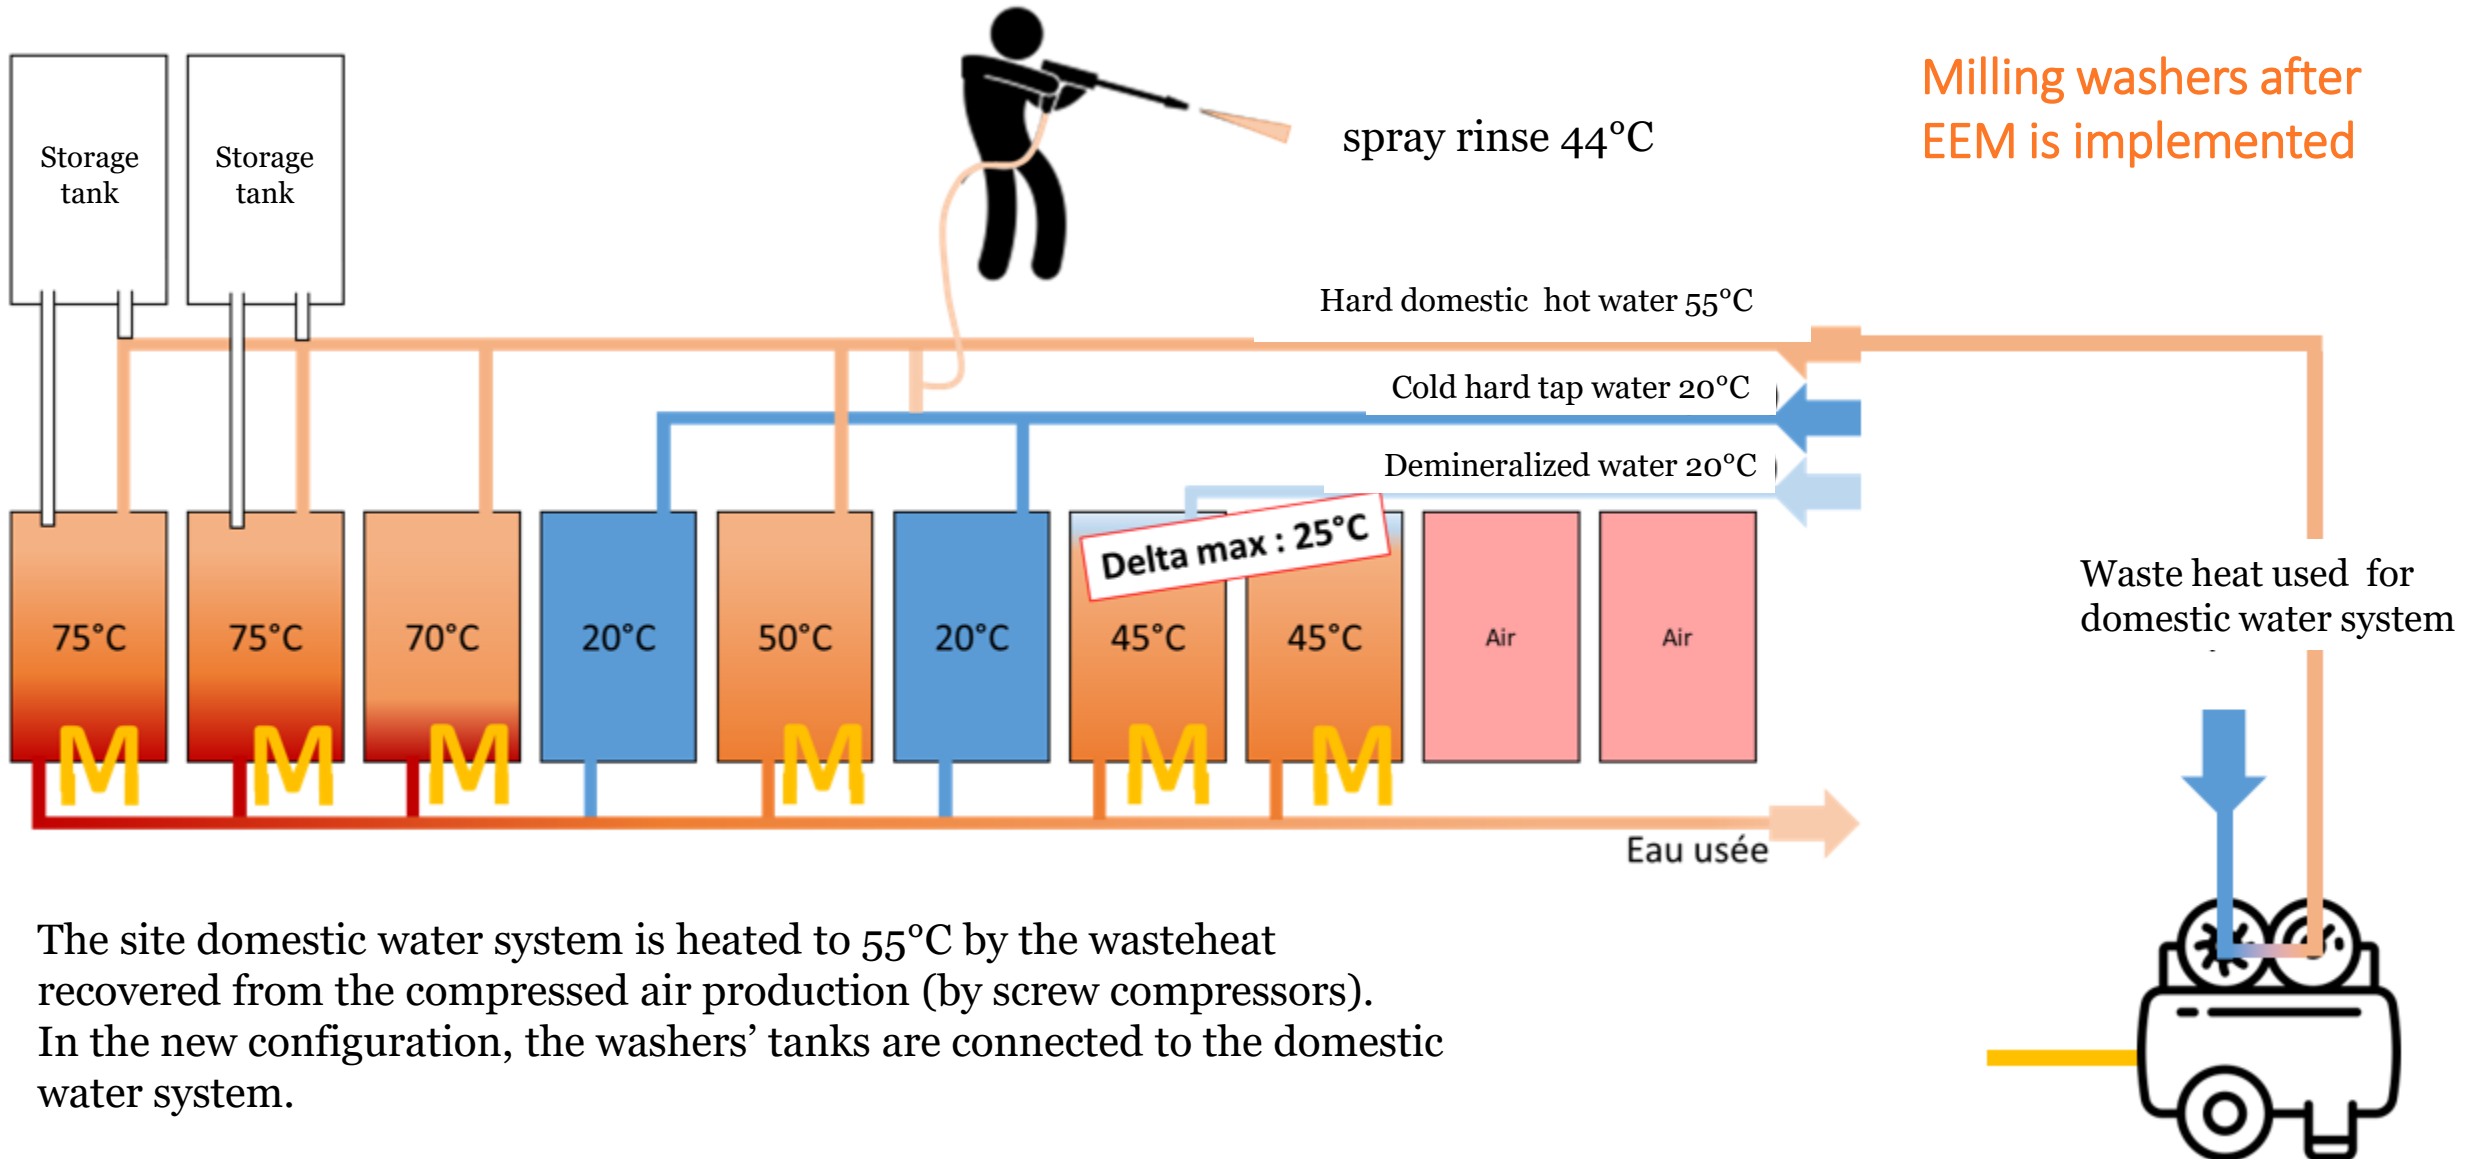 Milling washers after
EEM is implemented
Storage
tank
Storage
tank
spray rinse 44°C
Hard domestic hot water 55°C
Cold hard tap water 20°C
Demineralized water 20°C
Delta max : 25°C
75°C
75°C
70°C
20°C
50°C
20°C
45°C
45°C
Air
Air
M
M
M
M
M
M
Waste heat used for
domestic water system
Eau usée
The site domestic water system is heated to 55°C by the wasteheat
recovered from the compressed air production (by screw compressors).
In the new configuration, the washers’ tanks are connected to the domestic
water system.